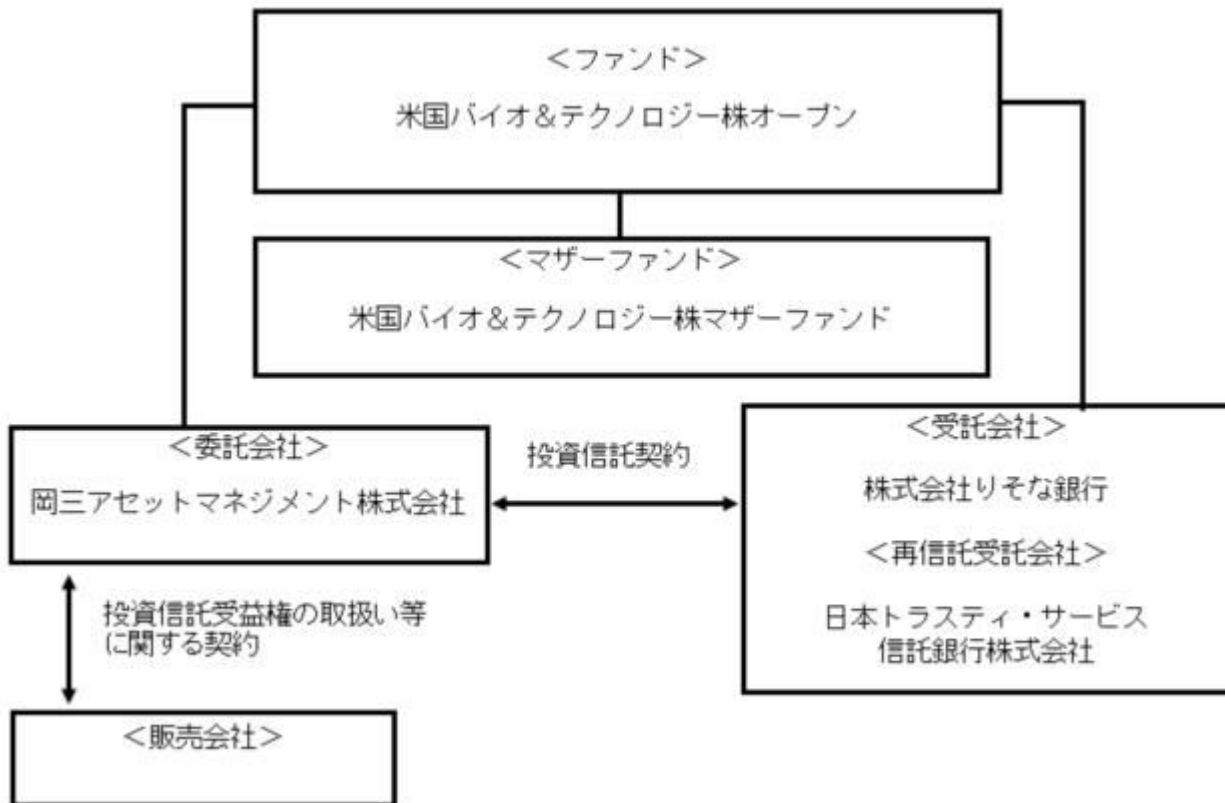 ＜ファンド＞
米国バイオ＆テクノロジー株オープン
＜マザーファンド＞
米国バイオ＆テクノロジー株マザーファンド
＜委託会社＞
岡三アセットマネジメント株式会社
投資信託契約
＜受託会社＞
株式会社りそな銀行
＜再信託受託会社＞
日本トラスティ・サービス
信託銀行株式会社
投資信託受益権の取扱い等
に関する契約
＜販売会社＞